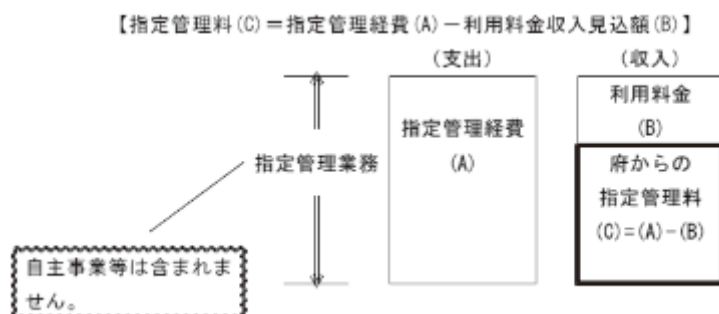 【指定管理料(C)＝指定管理経費(A)－利用料金収入見込額(B)】
(支出)
(収入)
指定管理業務
指定管理経費
(A)
利用料金
(B)
府からの
指定管理料
(C)=(A)-(B)
自主事業等は含まれま
せん。